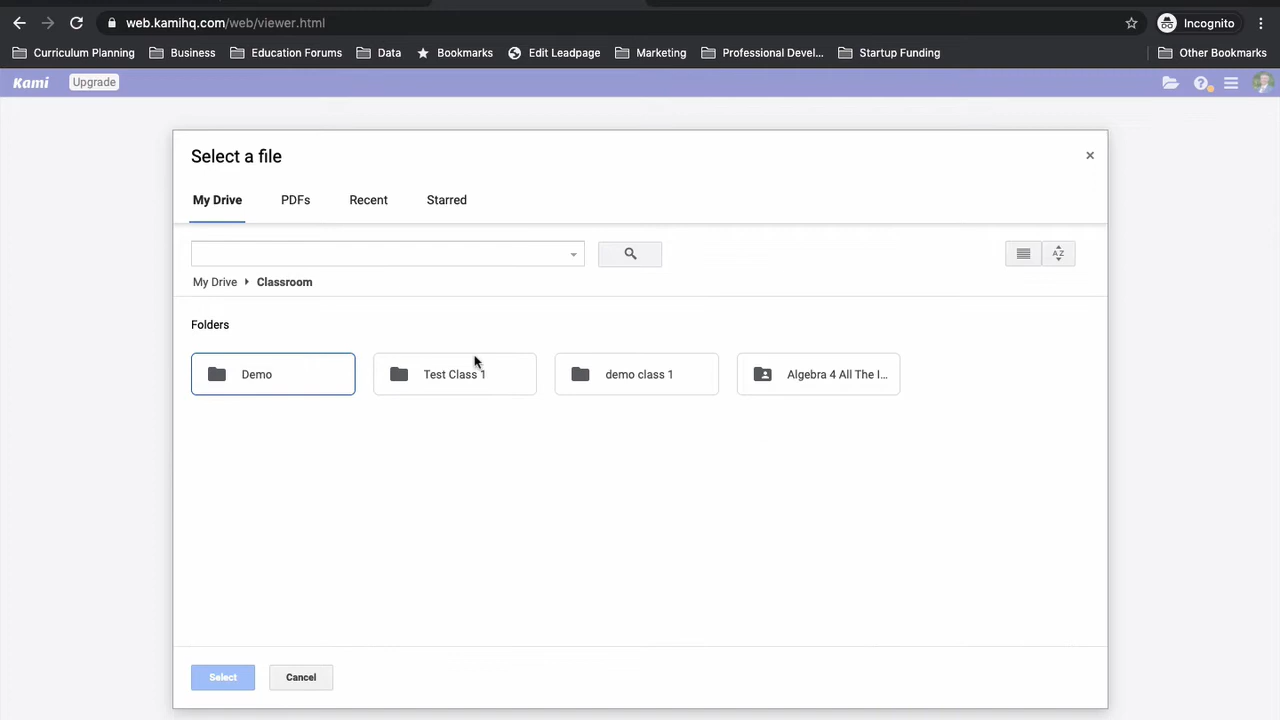 web.kamihq.com/web/viewer.html
Incognito
Curriculum Planning Business Education Forums Data Bookmarks Edit Leadpage Marketing Professional Devel... Startup Funding Other Bookmarks
Kami Upgrade ?
Select a file ×
My Drive PDFs Recent Starred
AZ
My Drive Classroom
Folders
Demo Test Class 1 demo class 1 Algebra 4 All The I...
Select Cancel